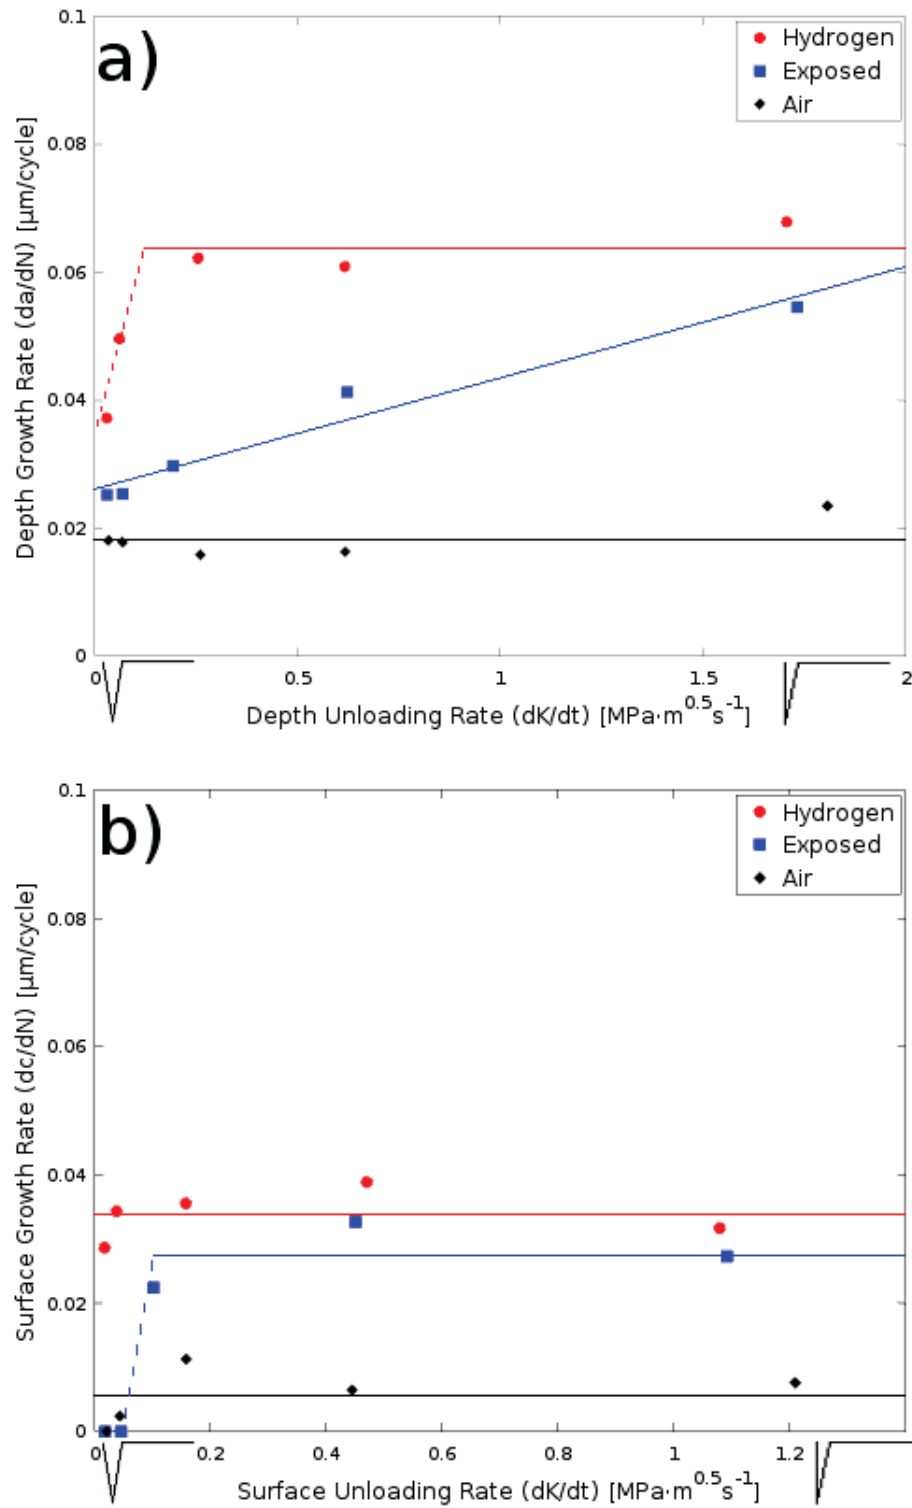 0.1
a)
Hydrogen
Exposed
Air
0.08
0.06
0.04
0.02
0
Depth Growth Rate (da/dN) [µm/cycle]
0 0.5 1 1.5 2
Depth Unloading Rate (dK/dt) [MPa·m^0.5s^-1]
0.1
b)
Hydrogen
Exposed
Air
0.08
0.06
0.04
0.02
0
Surface Growth Rate (dc/dN) [µm/cycle]
0 0.2 0.4 0.6 0.8 1 1.2
Surface Unloading Rate (dK/dt) [MPa·m^0.5s^-1]